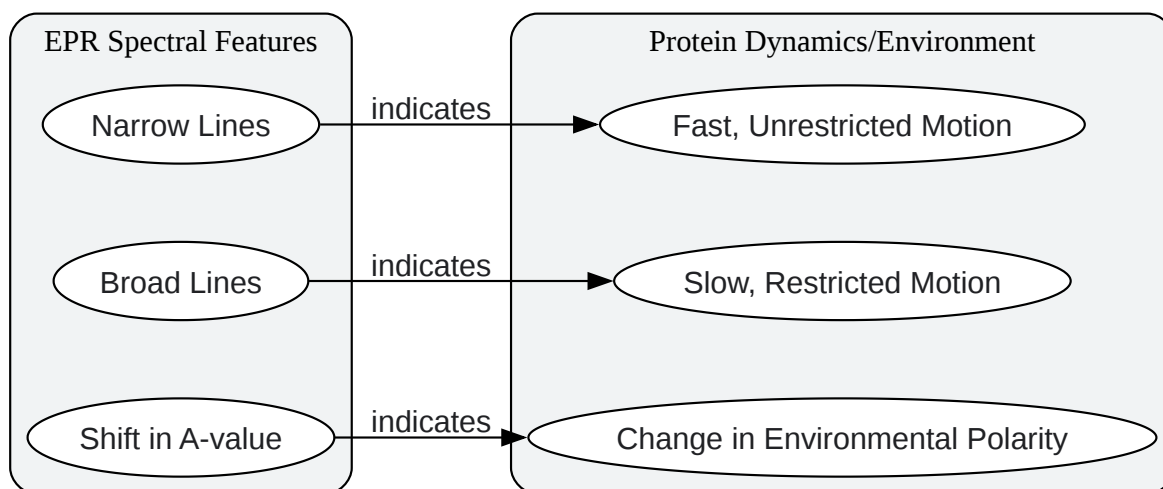 EPR Spectral Features
Protein Dynamics/Environment
Narrow Lines
indicates
Fast, Unrestricted Motion
Broad Lines
indicates
Slow, Restricted Motion
Shift in A-value
indicates
Change in Environmental Polarity